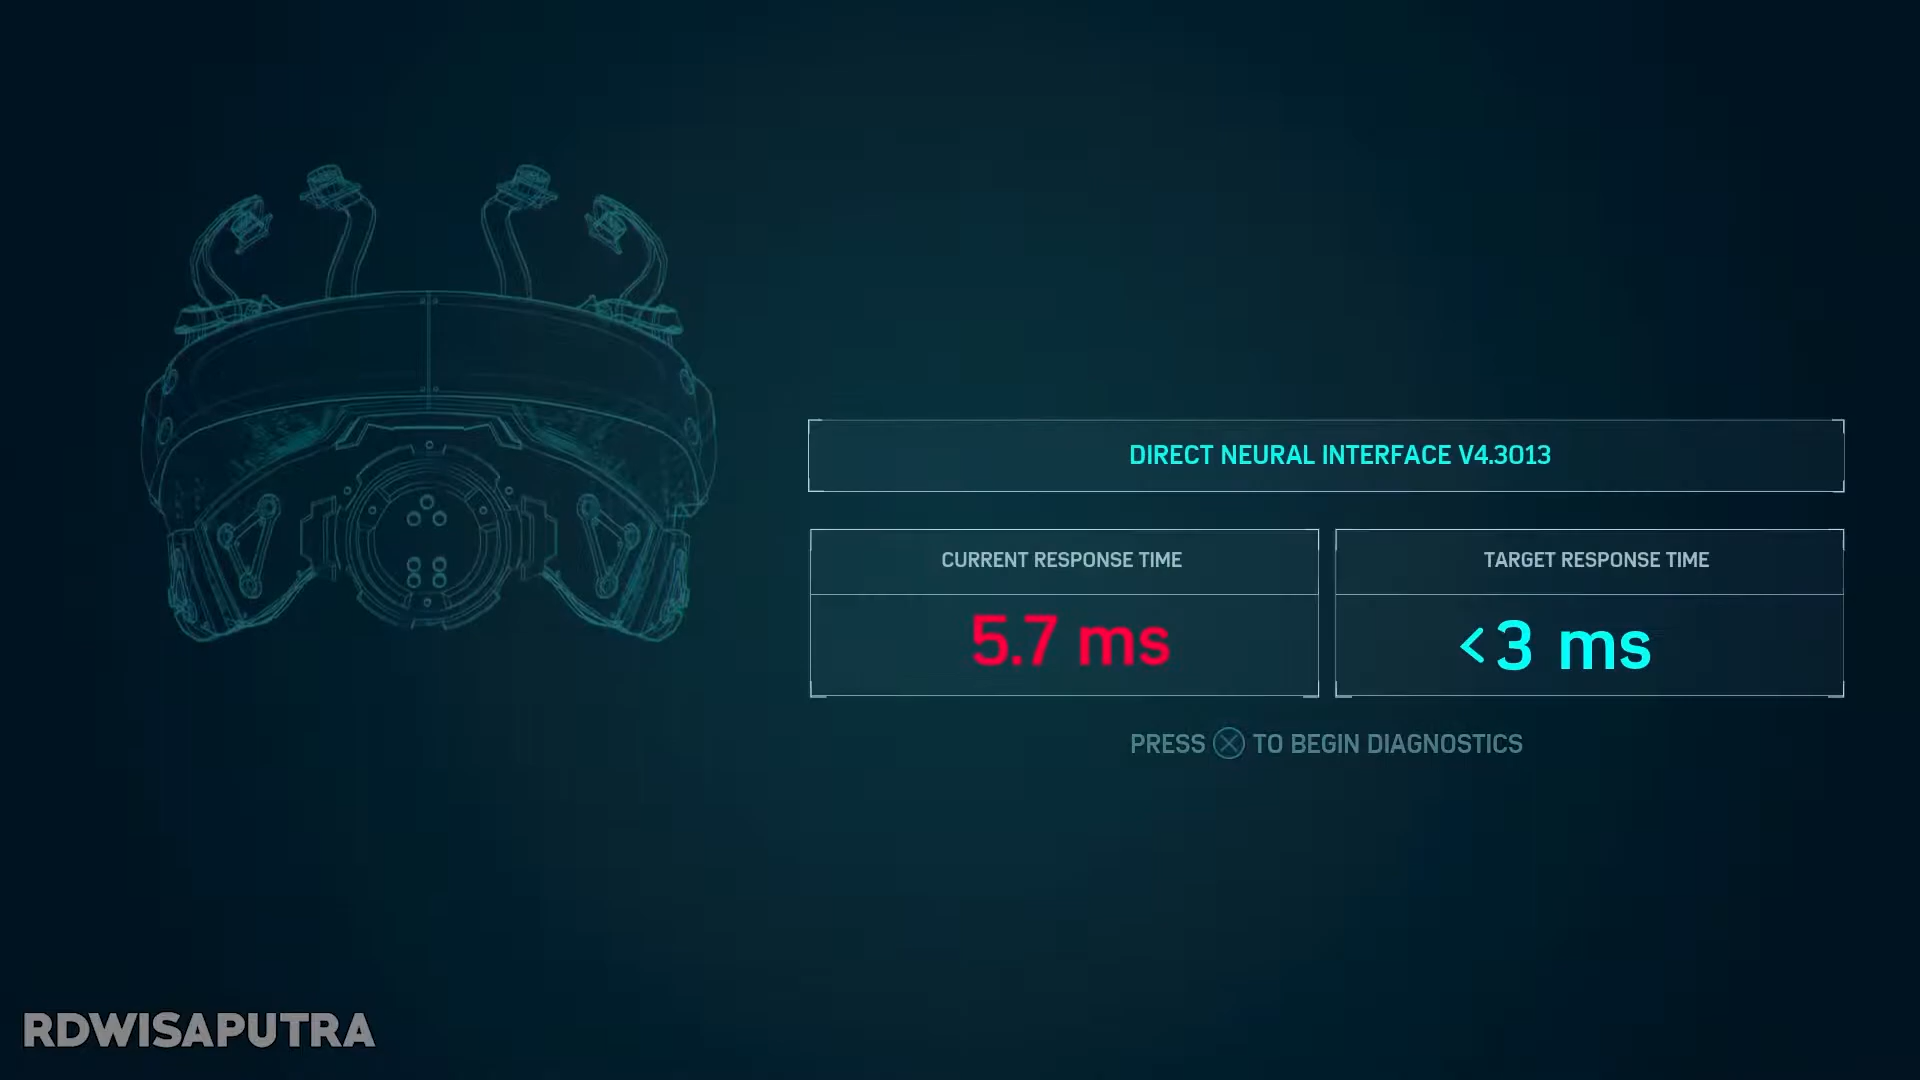 DIRECT NEURAL INTERFACE V4.3013
CURRENT RESPONSE TIME
TARGET RESPONSE TIME
5.7 ms
<3 ms
PRESS ⓧ TO BEGIN DIAGNOSTICS
RDWISAPUTRA